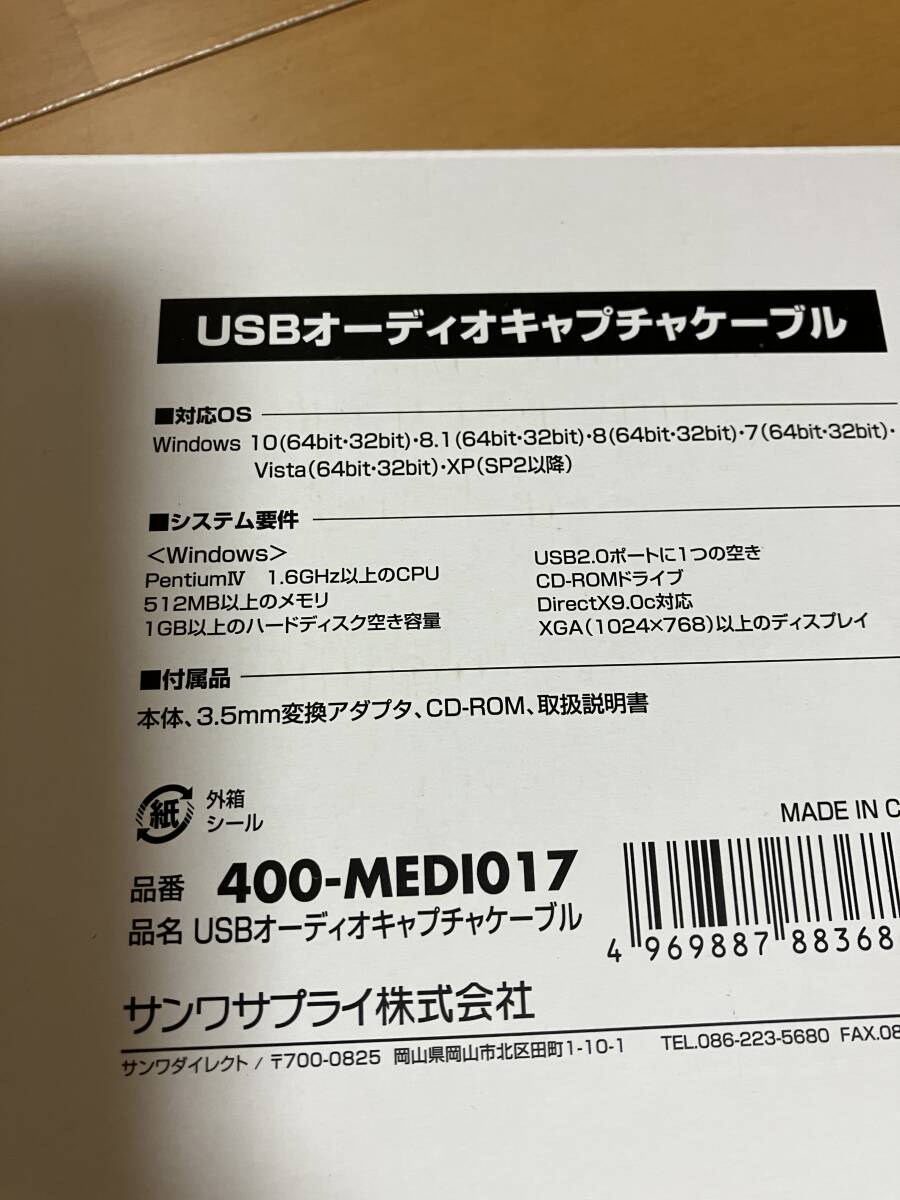 USBオーディオキャプチャケーブル
■対応OS
Windows 10(64bit・32bit)・8.1(64bit・32bit)・8(64bit・32bit)・7(64bit・32bit)・
Vista(64bit・32bit)・XP(SP2以降)
■システム要件
<Windows>
PentiumⅣ 1.6GHz以上のCPU
512MB以上のメモリ
1GB以上のハードディスク空き容量
USB2.0ポートに1つの空き
CD-ROMドライブ
DirectX9.0c対応
XGA(1024×768)以上のディスプレイ
■付属品
本体、3.5mm変換アダプタ、CD-ROM、取扱説明書
紙
外箱
シール
MADE IN C
品番 400-MEDI017
品名 USBオーディオキャプチャケーブル
4 969887 88368
サンワサプライ株式会社
サンワダイレクト / 〒700-0825 岡山県岡山市北区田町1-10-1 TEL.086-223-5680 FAX.08